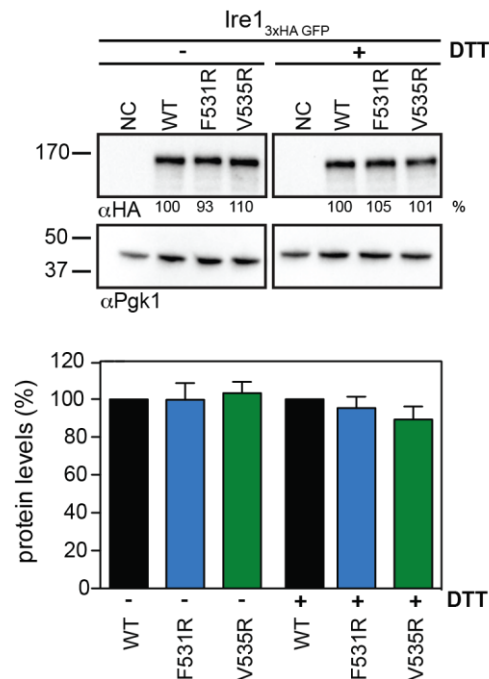 Ire1 3xHA GFP
- + DTT
NC WT F531R V535R NC WT F531R V535R
170
αHA 100 93 110 100 105 101 %
50
37
αPgk1
120
100
80
60
40
20
0
protein levels (%)
- - - + + + DTT
WT F531R V535R WT F531R V535R